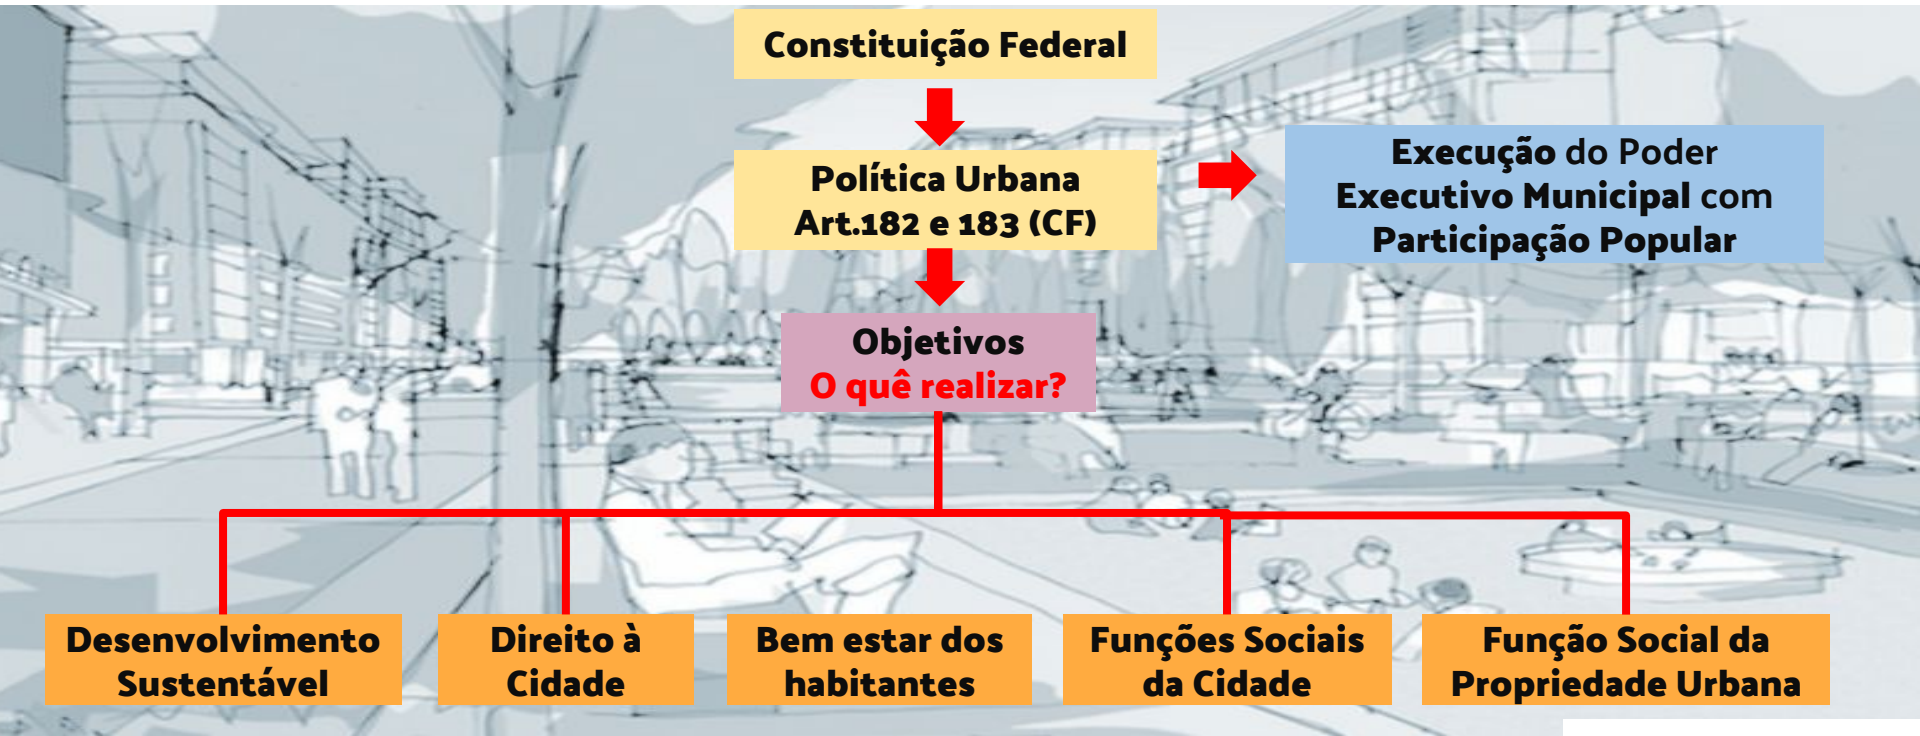 Constituição Federal
Política Urbana
Art.182 e 183 (CF)
Execução do Poder
Executivo Municipal com
Participação Popular
Objetivos
O quê realizar?
Desenvolvimento
Sustentável
Direito à
Cidade
Bem estar dos
habitantes
Funções Sociais
da Cidade
Função Social da
Propriedade Urbana